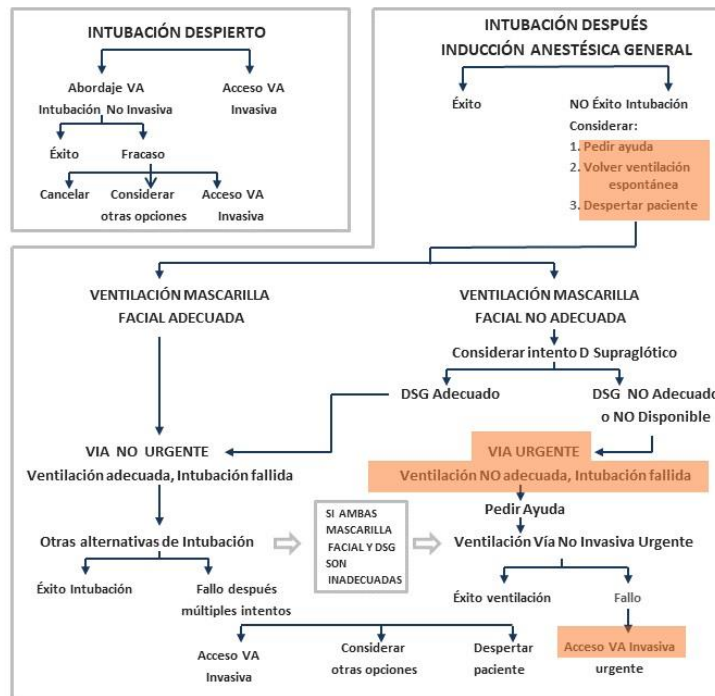 INTUBACIÓN DESPIERTO
Abordaje VA
Intubación No Invasiva
Acceso VA
Invasiva
Éxito
Fracaso
Cancelar
Considerar
otras opciones
Acceso VA
Invasiva
INTUBACIÓN DESPUÉS
INDUCCIÓN ANESTÉSICA GENERAL
Éxito
NO Éxito Intubación
Considerar:
1. Pedir ayuda
2. Volver ventilación
espontánea
3. Despertar paciente
VENTILACIÓN MASCARILLA
FACIAL ADECUADA
VENTILACIÓN MASCARILLA
FACIAL NO ADECUADA
Considerar intento D Supraglótico
DSG Adecuado
DSG NO Adecuado
o NO Disponible
VIA NO URGENTE
Ventilación adecuada, Intubación fallida
VIA URGENTE
Ventilación NO adecuada, Intubación fallida
Pedir Ayuda
Otras alternativas de Intubación
SI AMBAS
MASCARILLA
FACIAL Y DSG
SON
INADECUADAS
Ventilación Vía No Invasiva Urgente
Éxito Intubación
Fallo después
múltiples intentos
Éxito ventilación
Fallo
Acceso VA
Invasiva
Considerar
otras opciones
Despertar
paciente
Acceso VA Invasiva
urgente